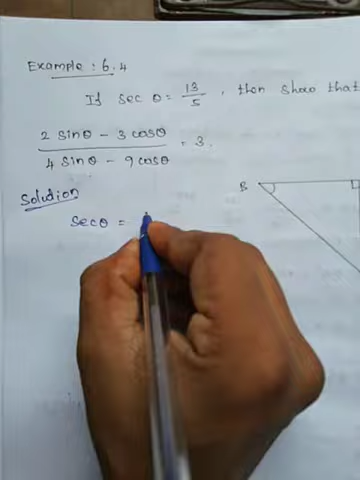 Example : 6.4
If sec θ = 13/5 , then show that
2 sinθ - 3 cosθ / 4 sinθ - 9 cosθ = 3.
Solution
B
secθ =